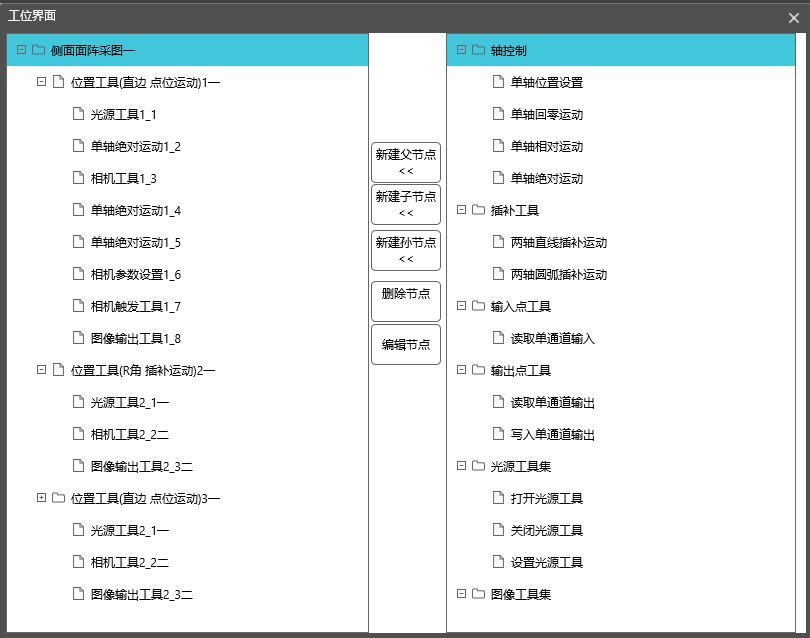 工位界面
侧面面阵采图一
位置工具(直边 点位运动)1一
光源工具1_1
单轴绝对运动1_2
相机工具1_3
单轴绝对运动1_4
单轴绝对运动1_5
相机参数设置1_6
相机触发工具1_7
图像输出工具1_8
位置工具(R角 插补运动)2一
光源工具2_1一
相机工具2_2二
图像输出工具2_3二
位置工具(直边 点位运动)3一
光源工具2_1一
相机工具2_2二
图像输出工具2_3二
新建父节点
<<
新建子节点
<<
新建孙节点
<<
删除节点
编辑节点
轴控制
单轴位置设置
单轴回零运动
单轴相对运动
单轴绝对运动
插补工具
两轴直线插补运动
两轴圆弧插补运动
输入点工具
读取单通道输入
输出点工具
读取单通道输出
写入单通道输出
光源工具集
打开光源工具
关闭光源工具
设置光源工具
图像工具集